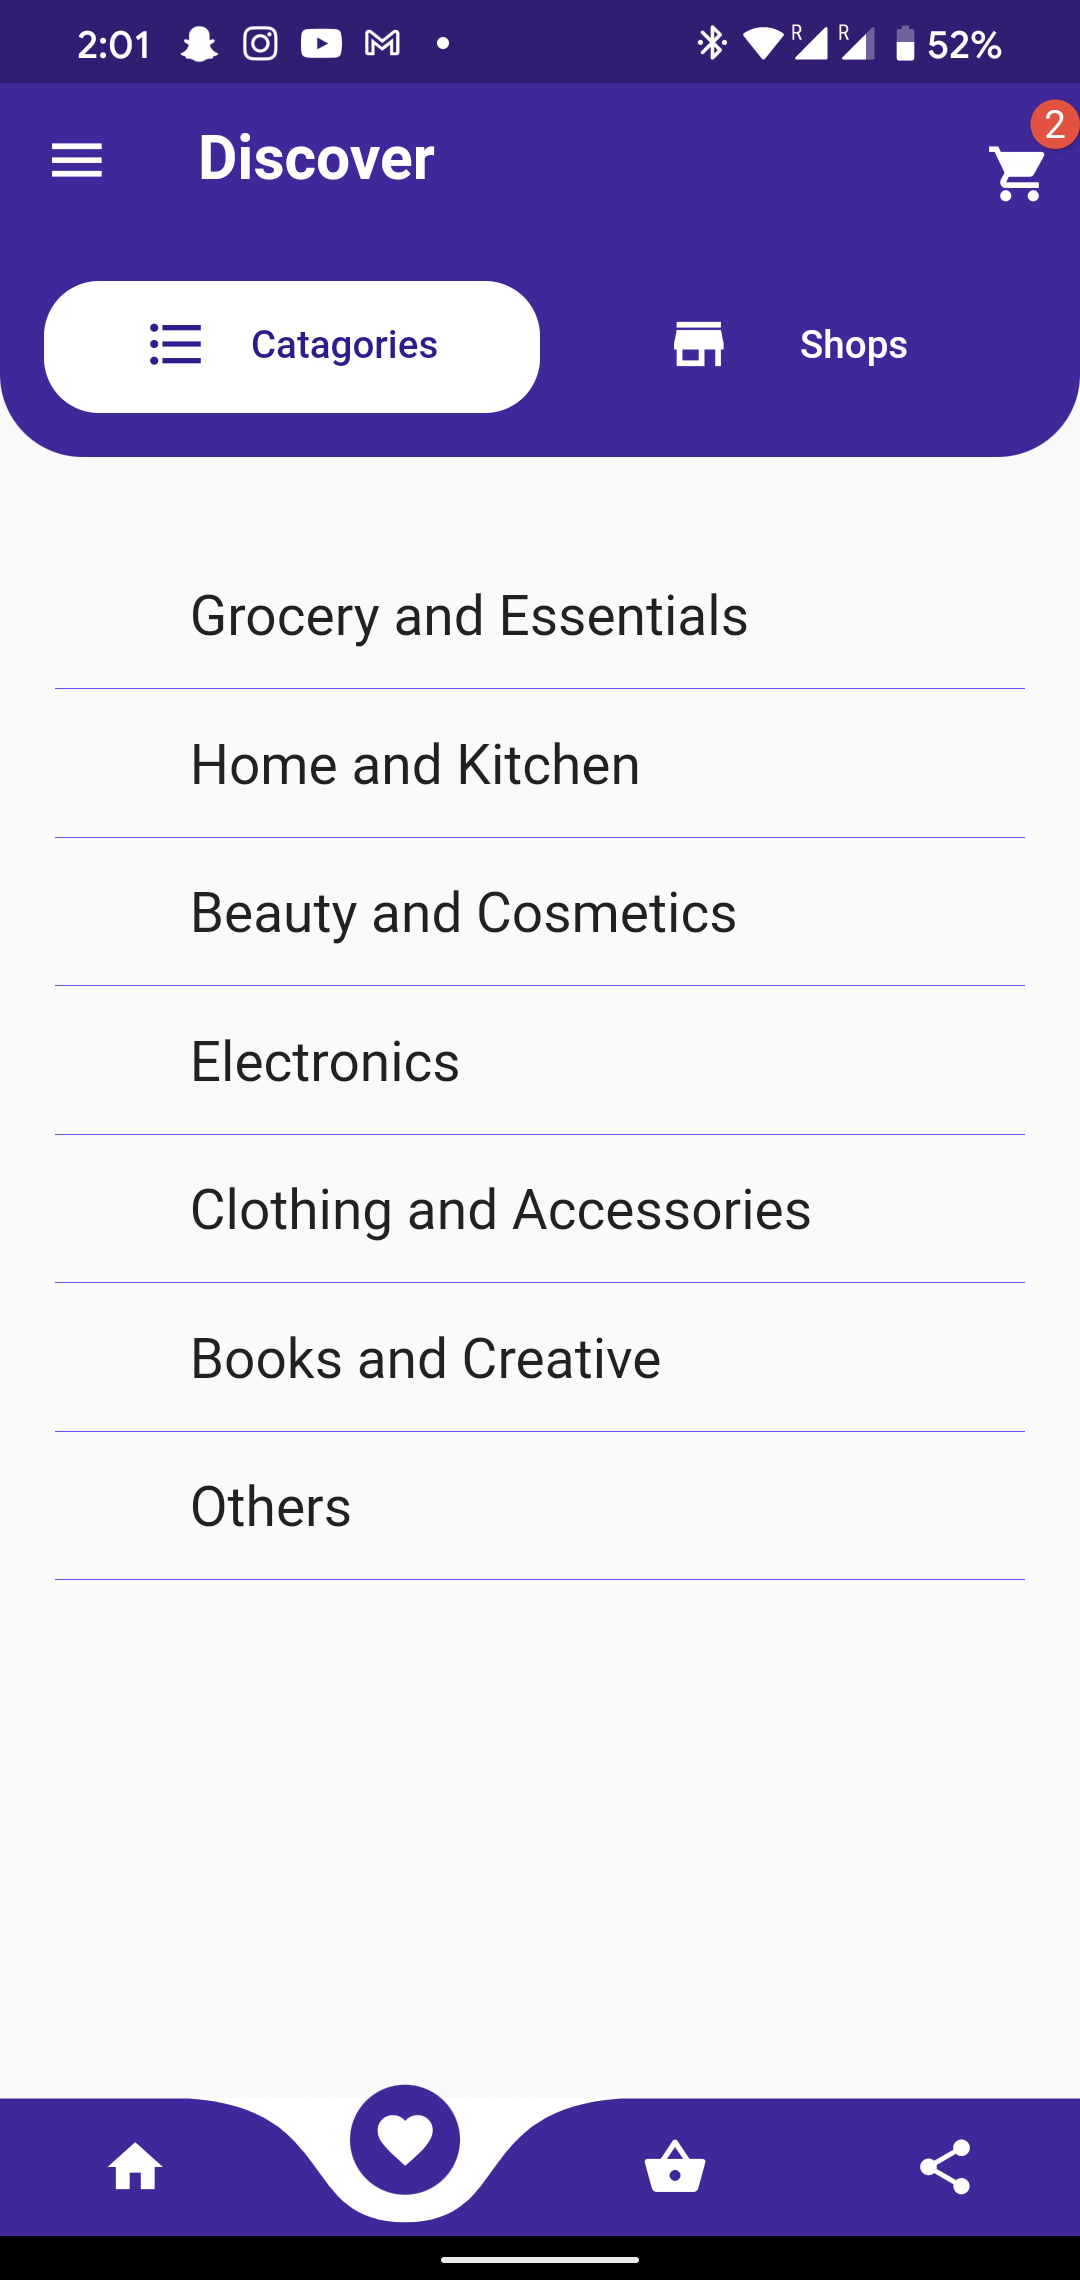 2:01
R R 52%
Discover
2
Catagories
Shops
Grocery and Essentials
Home and Kitchen
Beauty and Cosmetics
Electronics
Clothing and Accessories
Books and Creative
Others